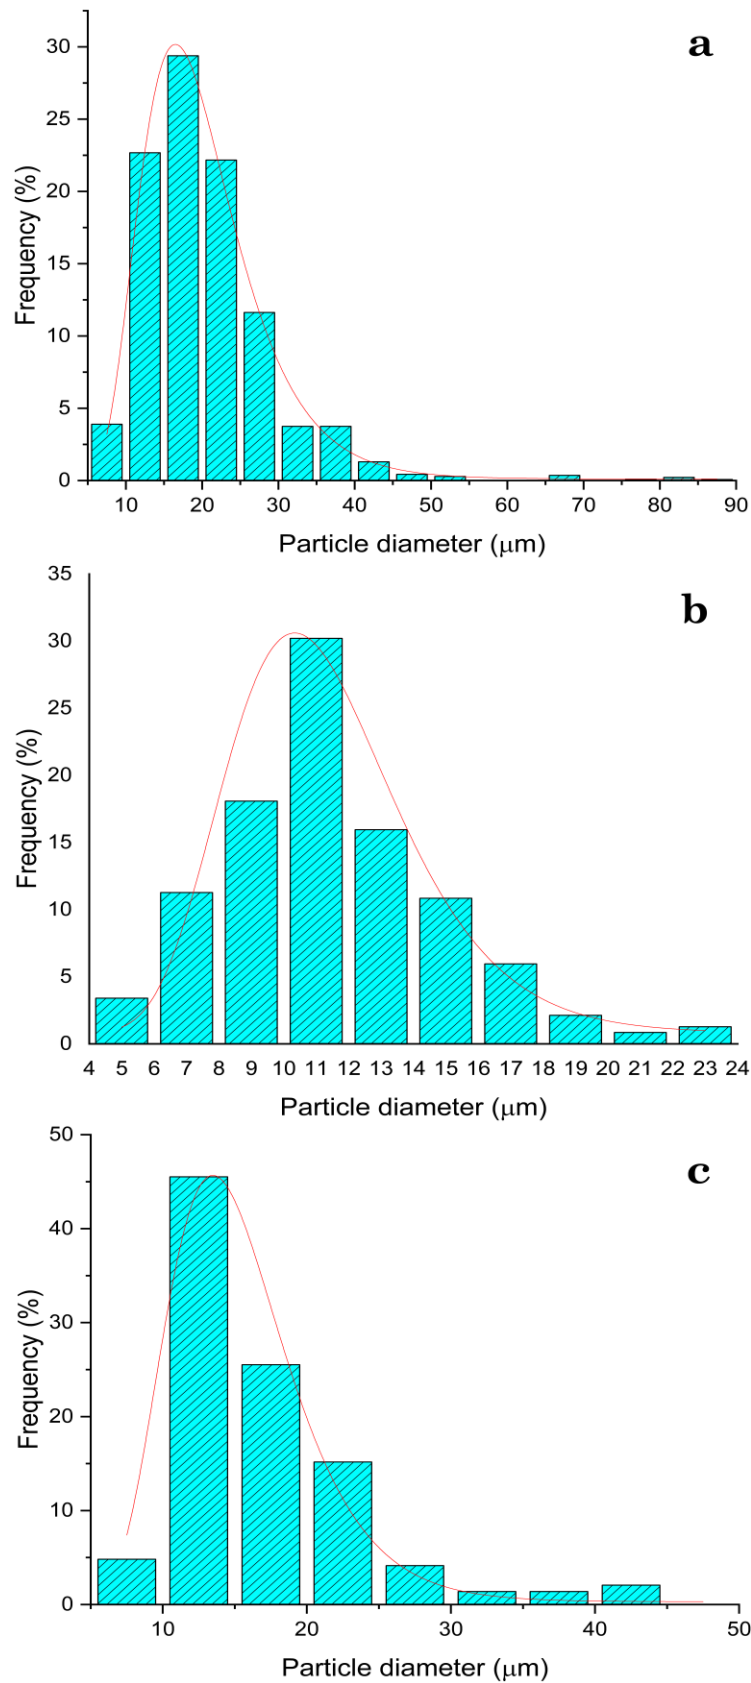 a
30
25
20
15
10
5
0
Frequency (%)
10 20 30 40 50 60 70 80 90
Particle diameter (μm)
b
35
30
25
20
15
10
5
0
Frequency (%)
4 5 6 7 8 9 10 11 12 13 14 15 16 17 18 19 20 21 22 23 24
Particle diameter (μm)
c
50
40
30
20
10
0
Frequency (%)
10 20 30 40 50
Particle diameter (μm)